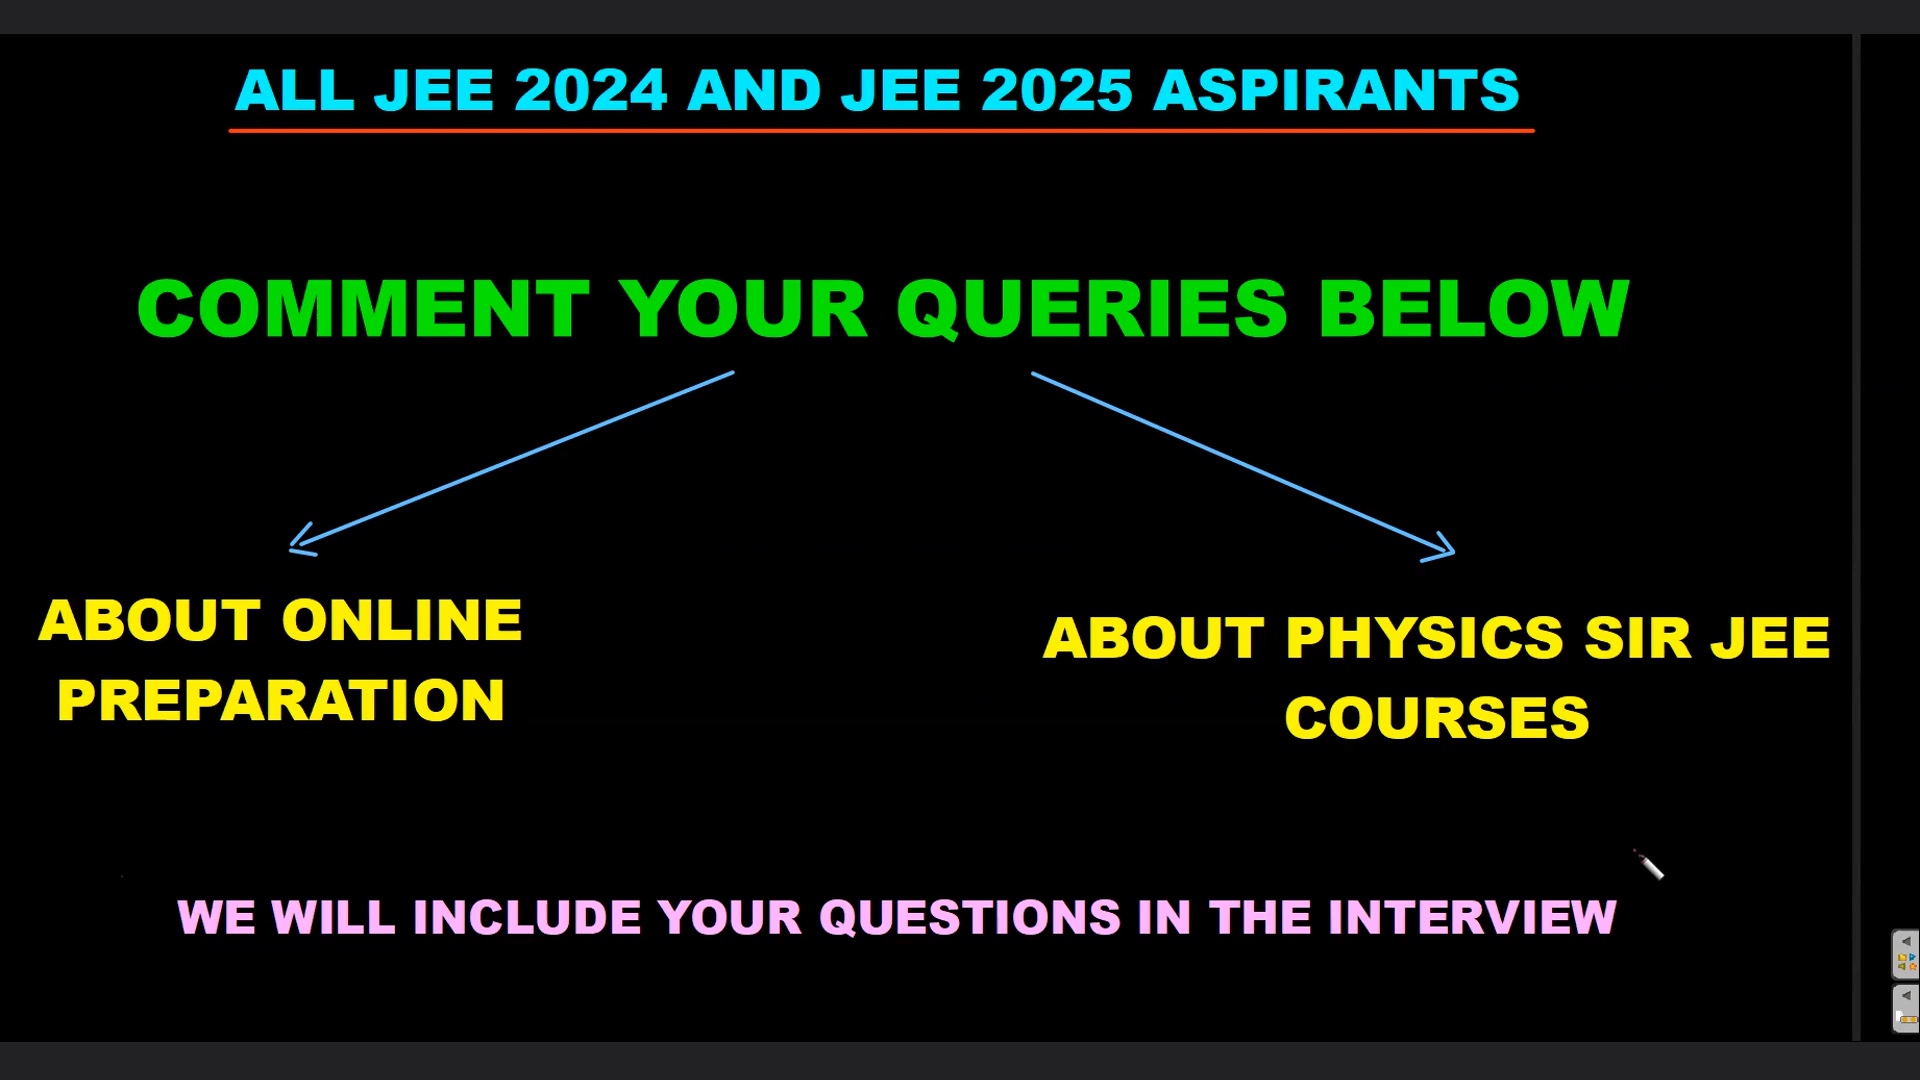 ALL JEE 2024 AND JEE 2025 ASPIRANTS
COMMENT YOUR QUERIES BELOW
ABOUT ONLINE
PREPARATION
ABOUT PHYSICS SIR JEE
COURSES
WE WILL INCLUDE YOUR QUESTIONS IN THE INTERVIEW